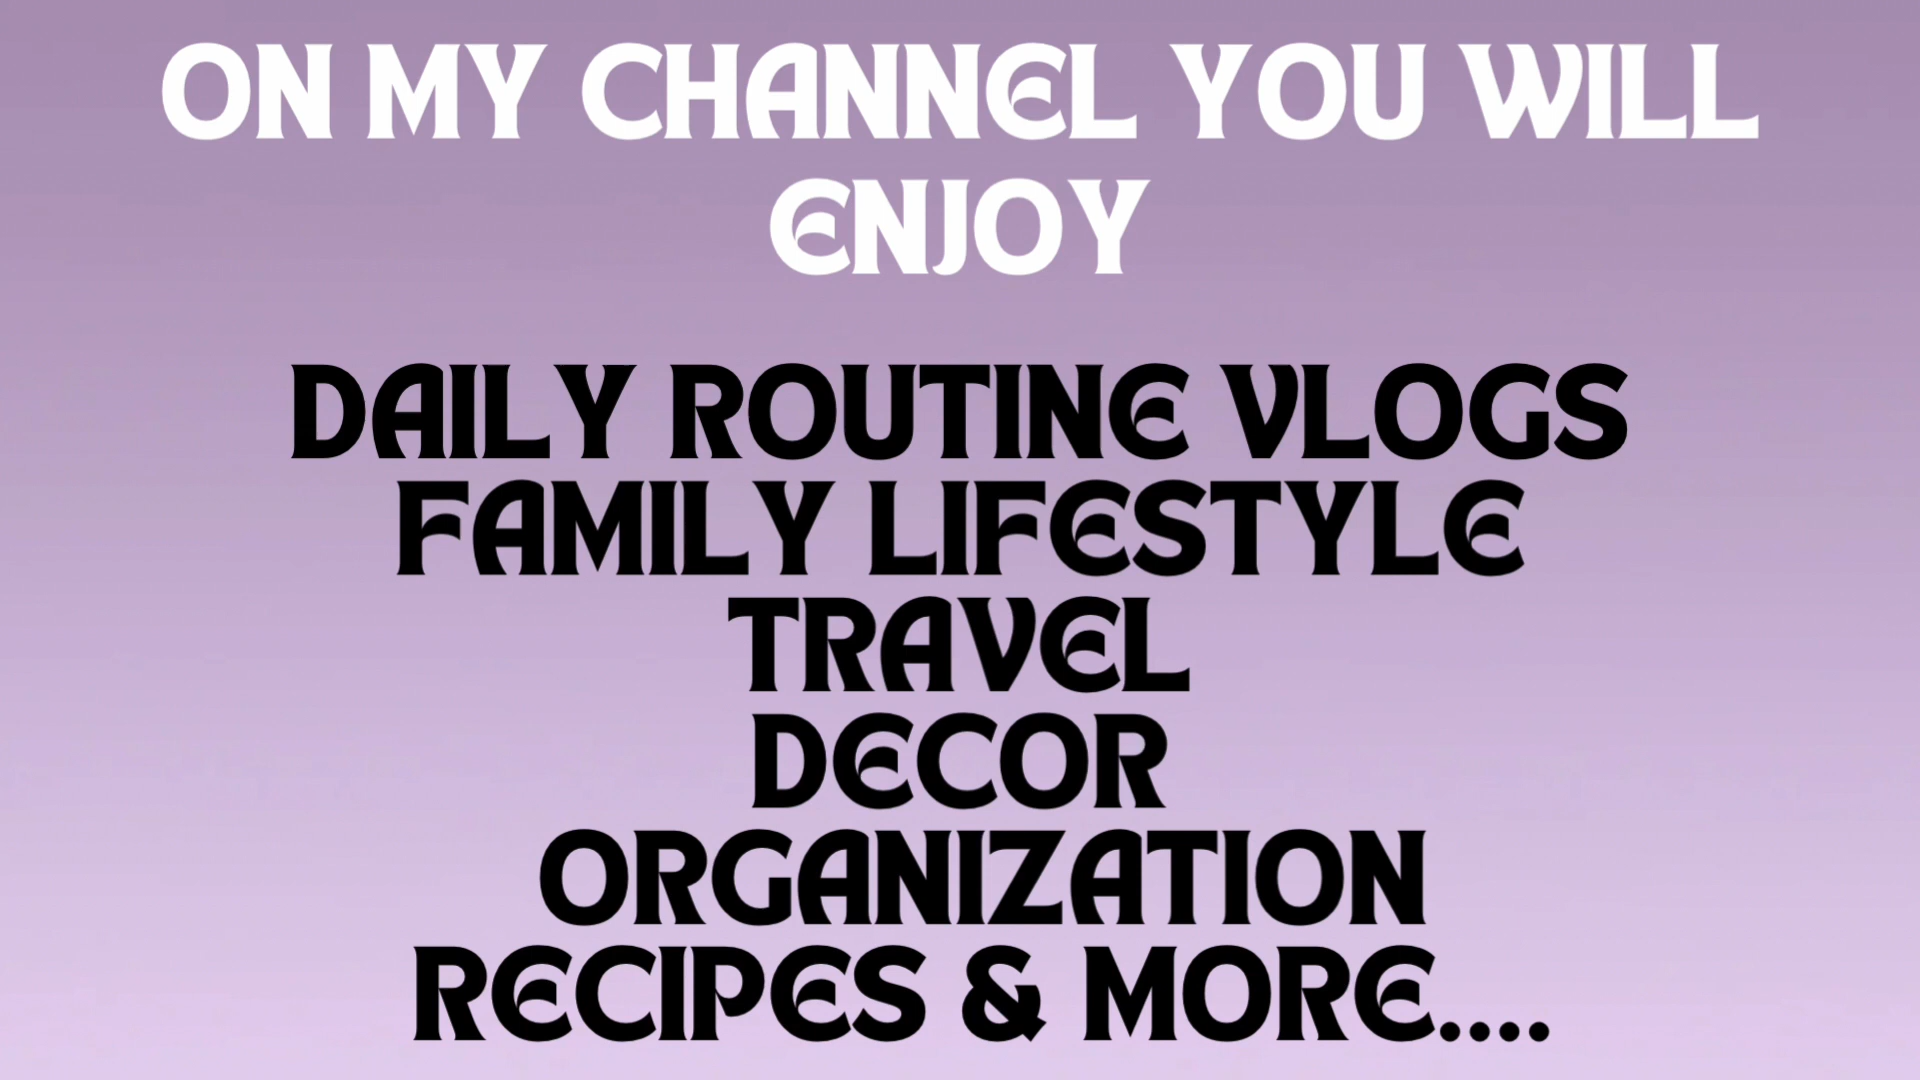 ON MY CHANNEL YOU WILL
ENJOY
DAILY ROUTINE VLOGS
FAMILY LIFESTYLE
TRAVEL
DECOR
ORGANIZATION
RECIPES & MORE....